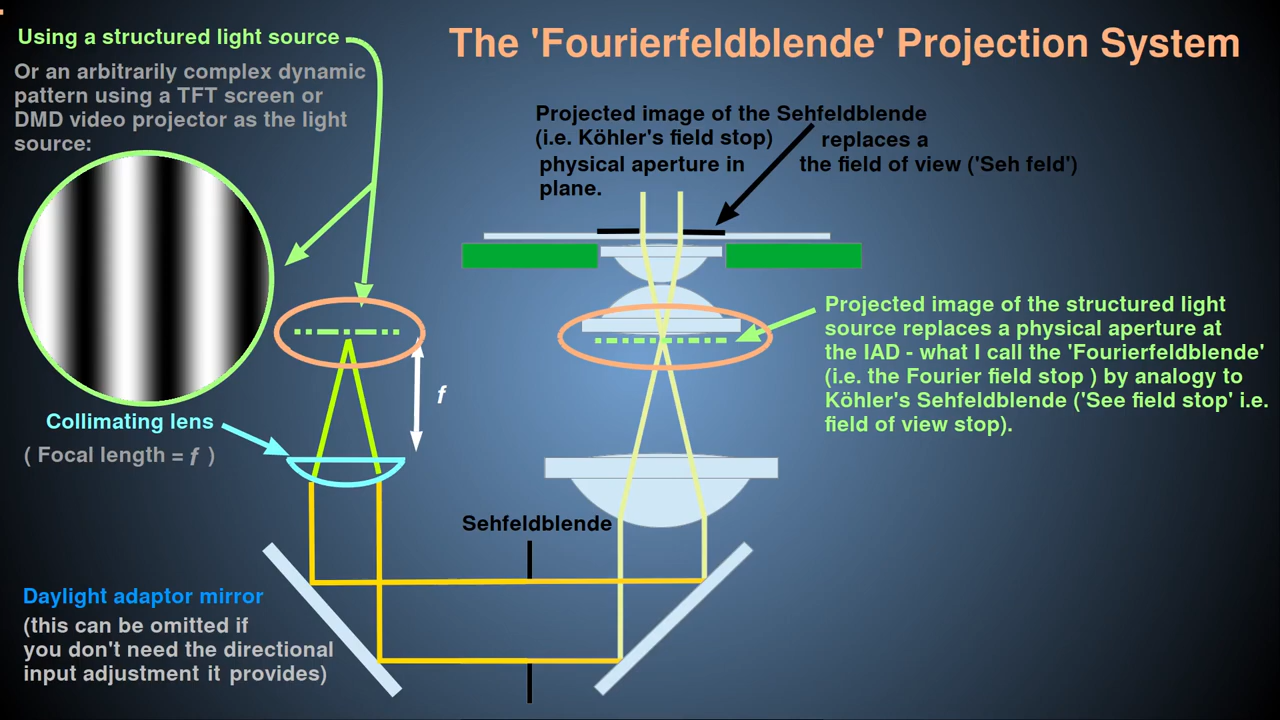 The 'Fourierfeldblende' Projection System
Using a structured light source
Or an arbitrarily complex dynamic
pattern using a TFT screen or
DMD video projector as the light
source:
Projected image of the Sehfeldblende
(i.e. Köhler's field stop) replaces a
physical aperture in the field of view ('Seh feld')
plane.
Projected image of the structured light
source replaces a physical aperture at
the IAD - what I call the 'Fourierfeldblende'
(i.e. the Fourier field stop ) by analogy to
Köhler's Sehfeldblende ('See field stop' i.e.
field of view stop).
f
Collimating lens
( Focal length = f )
Sehfeldblende
Daylight adaptor mirror
(this can be omitted if
you don't need the directional
input adjustment it provides)